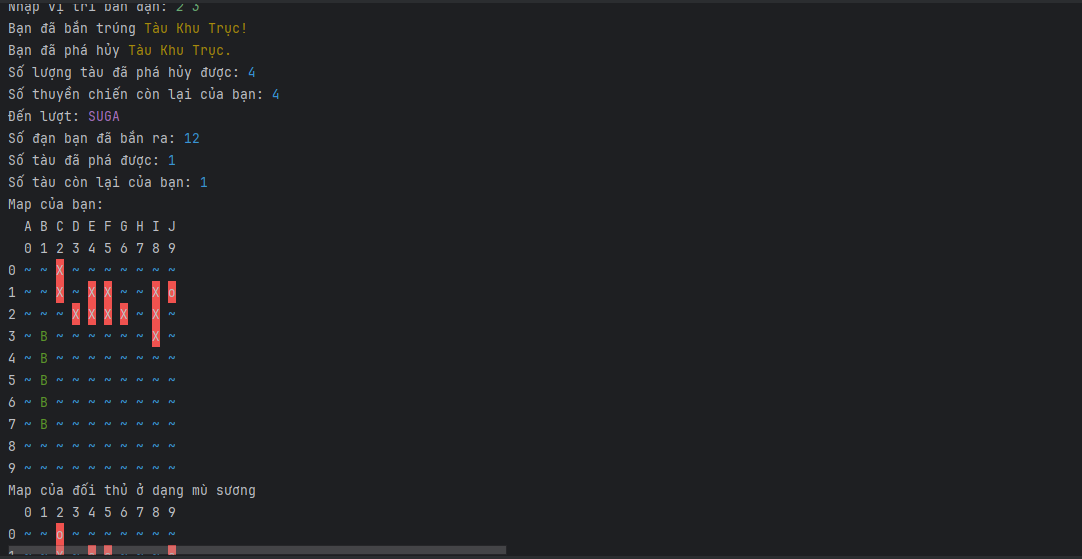 Nhập vị trí bắn đạn: 2 3
Bạn đã bắn trúng Tàu Khu Trục!
Bạn đã phá hủy Tàu Khu Trục.
Số lượng tàu đã phá hủy được: 4
Số thuyền chiến còn lại của bạn: 4
Đến lượt: SUGA
Số đạn bạn đã bắn ra: 12
Số tàu đã phá được: 1
Số tàu còn lại của bạn: 1
Map của bạn:
A B C D E F G H I J
0 1 2 3 4 5 6 7 8 9
0 ~ ~ X ~ ~ ~ ~ ~ ~ ~
1 ~ ~ X ~ X X ~ ~ X o
2 ~ ~ ~ X X X X ~ X ~
3 ~ B ~ ~ ~ ~ ~ ~ X ~
4 ~ B ~ ~ ~ ~ ~ ~ ~ ~
5 ~ B ~ ~ ~ ~ ~ ~ ~ ~
6 ~ B ~ ~ ~ ~ ~ ~ ~ ~
7 ~ B ~ ~ ~ ~ ~ ~ ~ ~
8 ~ ~ ~ ~ ~ ~ ~ ~ ~ ~
9 ~ ~ ~ ~ ~ ~ ~ ~ ~ ~
Map của đối thủ ở dạng mù sương
0 1 2 3 4 5 6 7 8 9
0 ~ ~ o ~ ~ ~ ~ ~ ~ ~